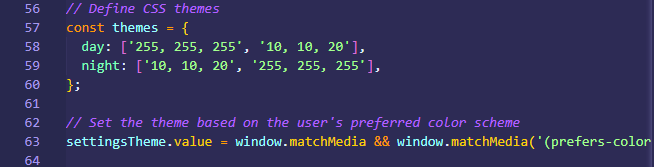 56 // Define CSS themes
57 const themes = {
58 day: ['255, 255, 255', '10, 10, 20'],
59 night: ['10, 10, 20', '255, 255, 255'],
60 };
61
62 // Set the theme based on the user's preferred color scheme
63 settingsTheme.value = window.matchMedia && window.matchMedia('(prefers-color
64